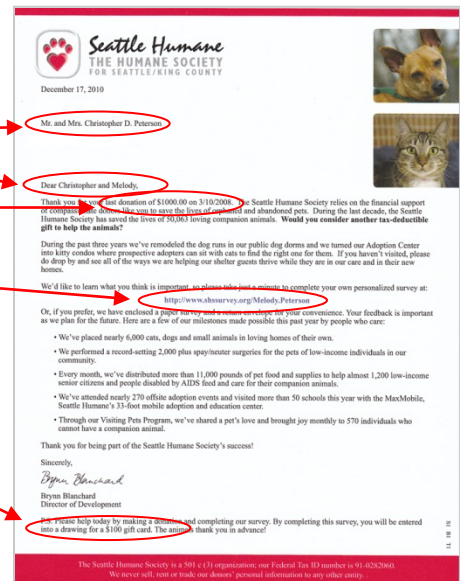 Seattle Humane
THE HUMANE SOCIETY
FOR SEATTLE/KING COUNTY
December 17, 2010
Mr. and Mrs. Christopher D. Peterson
Dear Christopher and Melody,
Thank you for your last donation of $1000.00 on 3/10/2008. The Seattle Humane Society relies on the financial support
of compassionate donors like you to save the lives of orphaned and abandoned pets. During the last decade, the Seattle
Humane Society has saved the lives of 50,063 loving companion animals. Would you consider another tax-deductible
gift to help the animals?
During the past three years we've remodeled the dog runs in our public dog dorms and we turned our Adoption Center
into kitty condos where prospective adopters can sit with cats to find the right one for them. If you haven't visited, please
do drop by and see all of the ways we are helping our shelter guests thrive while they are in our care and in their new
homes.
We'd like to learn what you think is important, so please take just a minute to complete your own personalized survey at:
http://www.shssurvey.org/Melody.Peterson
Or, if you prefer, we have enclosed a paper survey and a return envelope for your convenience. Your feedback is important
as we plan for the future. Here are a few of our milestones made possible this past year by people who care:
• We've placed nearly 6,000 cats, dogs and small animals in loving homes of their own.
• We performed a record-setting 2,000 plus spay/neuter surgeries for the pets of low-income individuals in our
community.
• Every month, we've distributed more than 11,000 pounds of pet food and supplies to help almost 1,200 low-income
senior citizens and people disabled by AIDS feed and care for their companion animals.
• We've attended nearly 270 offsite adoption events and visited more than 50 schools this year with the MaxMobile,
Seattle Humane's 33-foot mobile adoption and education center.
• Through our Visiting Pets Program, we've shared a pet's love and brought joy monthly to 570 individuals who
cannot have a companion animal.
Thank you for being part of the Seattle Humane Society's success!
Sincerely,
Brynn Blanchard
Brynn Blanchard
Director of Development
P.S. Please help today by making a donation and completing our survey. By completing this survey, you will be entered
into a drawing for a $100 gift card. The animals thank you in advance!
The Seattle Humane Society is a 501 c (3) organization; our Federal Tax ID number is 91-0282060.
We never sell, rent or trade our donors' personal information to any other entity.